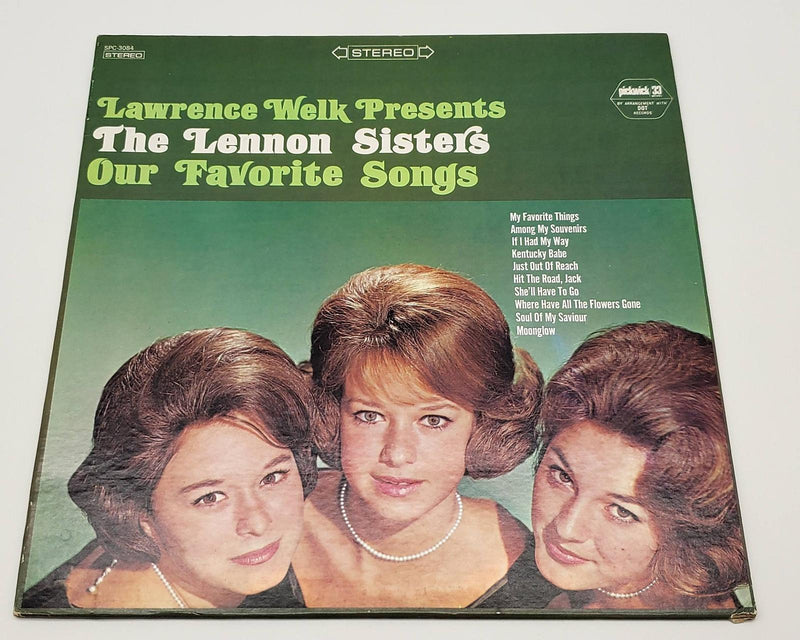 SPC-3084
STEREO
STEREO
pickwick 33
BY ARRANGEMENT WITH
DOT
RECORDS
Lawrence Welk Presents
The Lennon Sisters
Our Favorite Songs
My Favorite Things
Among My Souvenirs
If I Had My Way
Kentucky Babe
Just Out Of Reach
Hit The Road, Jack
She'll Have To Go
Where Have All The Flowers Gone
Soul Of My Saviour
Moonglow